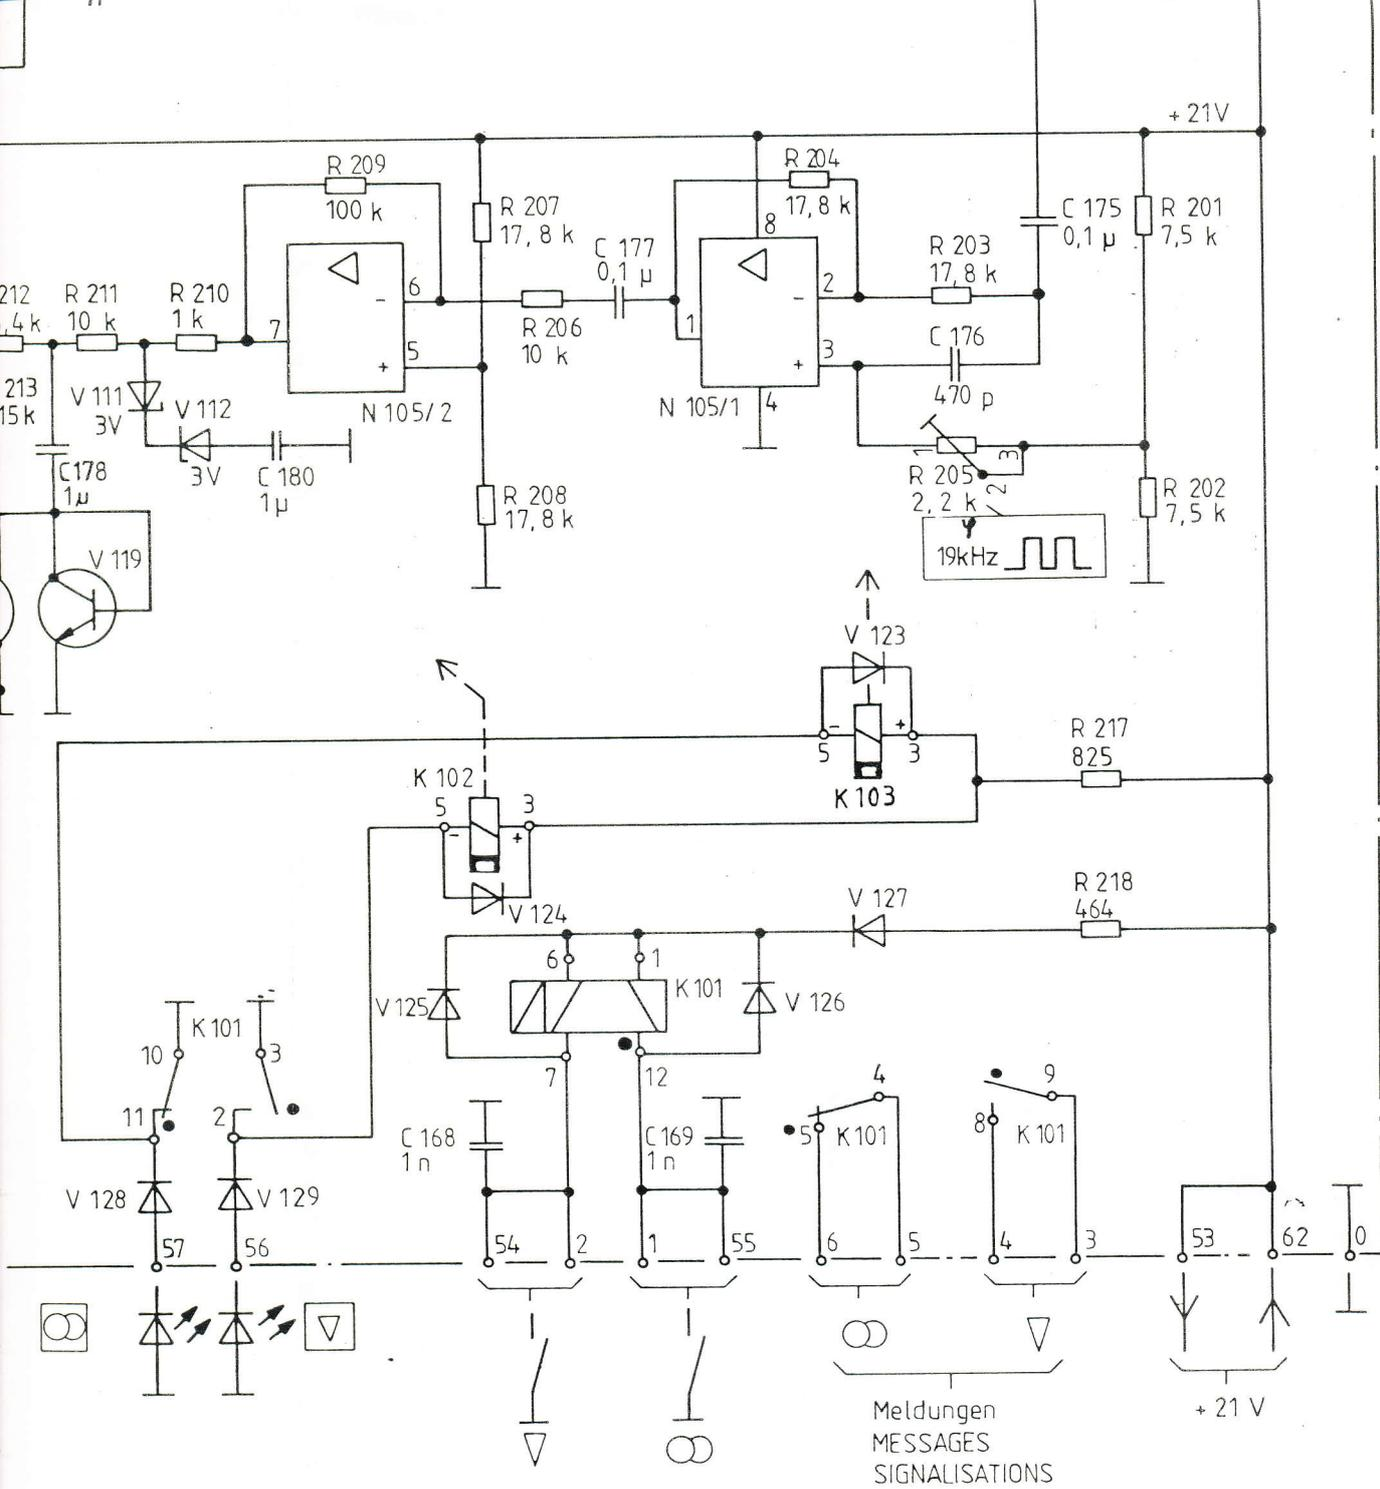 + 21 V
R 209
100 k
R 207
17,8 k
C 177
0,1 µ
R 204
17,8 k
8
C 175
0,1 µ
R 201
7,5 k
R 203
17,8 k
212
,4 k
R 211
10 k
R 210
1 k
7
6
-
5
+
R 206
10 k
1
2
-
3
+
4
C 176
470 p
213
15 k
V 111
3V
V 112
3V
N 105/2
N 105/1
C 178
1 µ
C 180
1 µ
R 208
17,8 k
1
3
2
R 205
2,2 k
R 202
7,5 k
φ
19kHz
V 119
V 123
-
+
5
3
K 103
R 217
825
K 102
5
3
-
+
V 124
V 127
R 218
464
6
1
K 101
V 125
V 126
7
12
K 101
10
3
11
2
C 168
1 n
C 169
1 n
4
5
K 101
9
8
K 101
V 128
V 129
57
56
54
2
1
55
6
5
4
3
53
62
0
+ 21 V
Meldungen
MESSAGES
SIGNALISATIONS